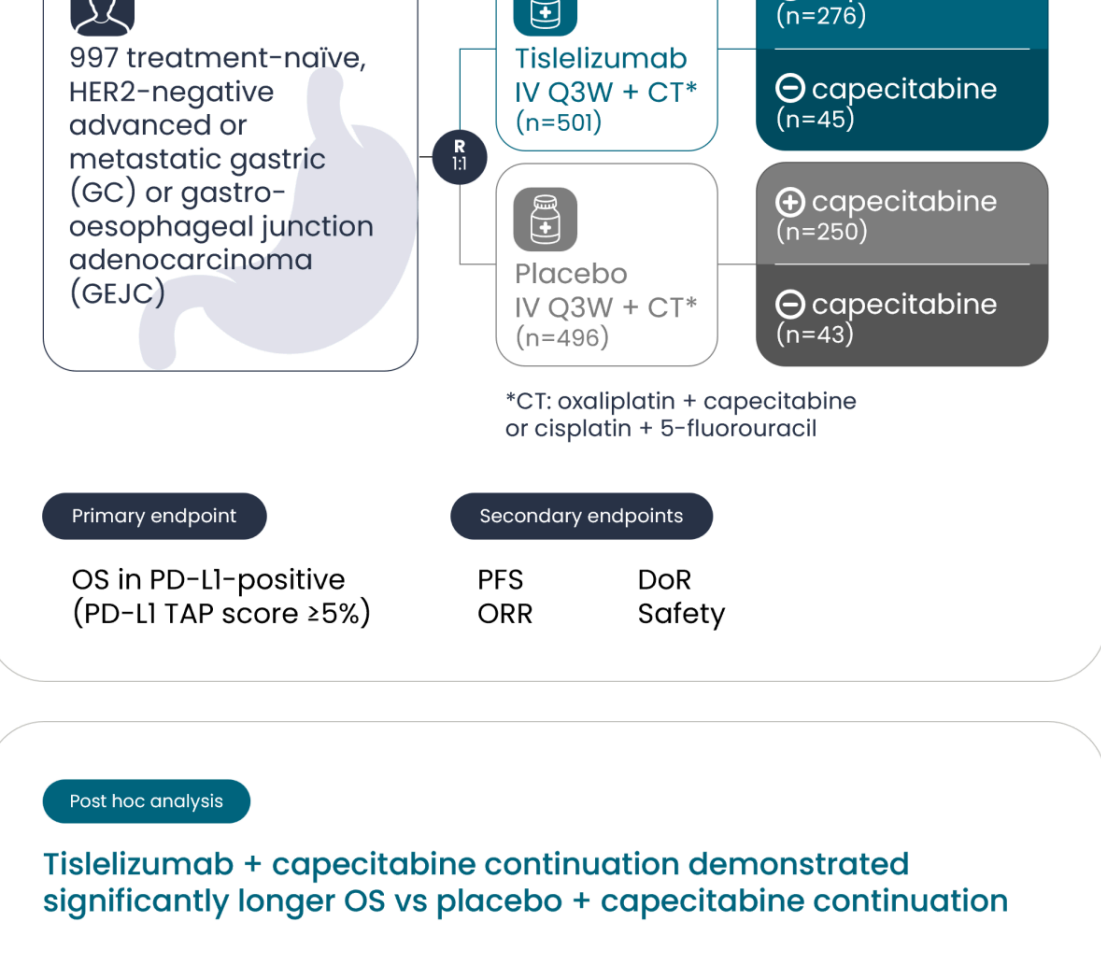 997 treatment-naïve,
HER2-negative
advanced or
metastatic gastric
(GC) or gastro-
oesophageal junction
adenocarcinoma
(GEJC)
R
1:1
Tislelizumab
IV Q3W + CT*
(n=501)
(n=276)
capecitabine
(n=45)
Placebo
IV Q3W + CT*
(n=496)
capecitabine
(n=250)
capecitabine
(n=43)
*CT: oxaliplatin + capecitabine
or cisplatin + 5-fluorouracil
Primary endpoint
OS in PD-L1-positive
(PD-L1 TAP score ≥5%)
Secondary endpoints
PFS
ORR
DoR
Safety
Post hoc analysis
Tislelizumab + capecitabine continuation demonstrated
significantly longer OS vs placebo + capecitabine continuation